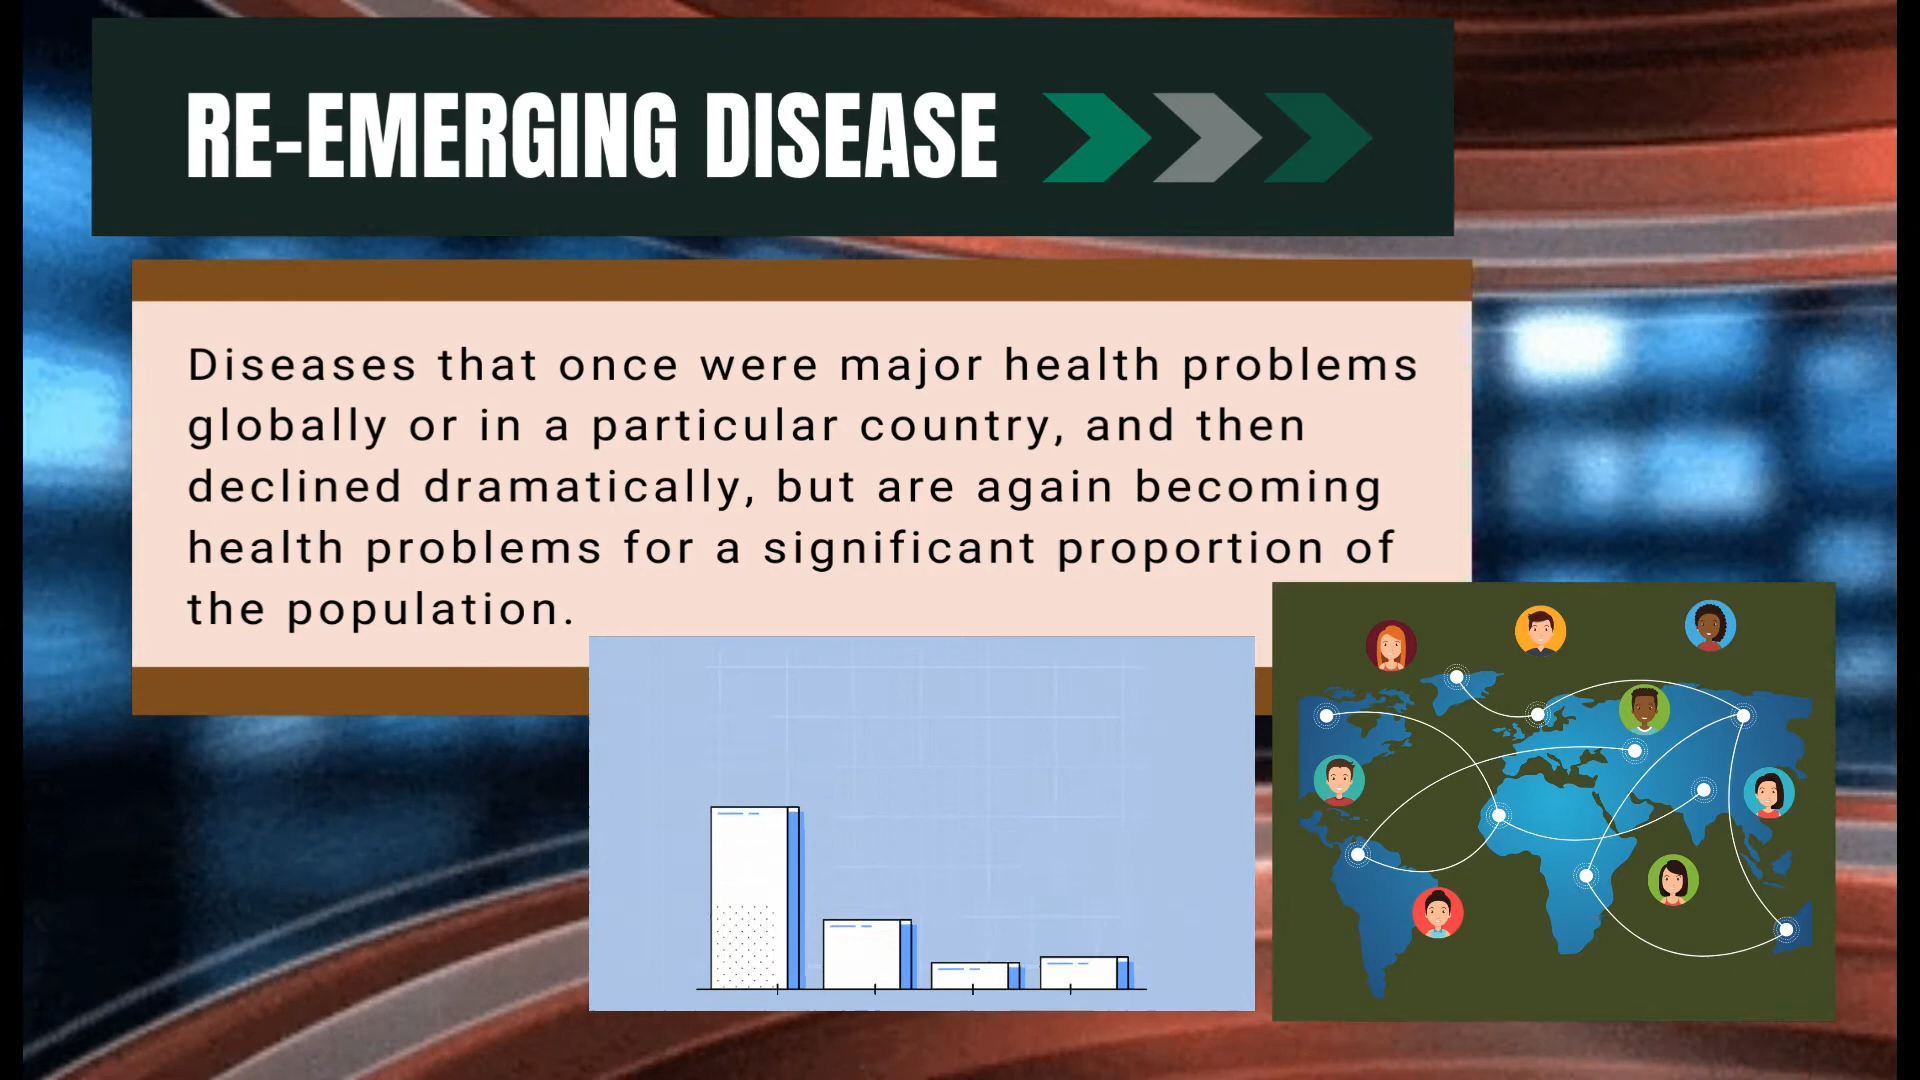 RE-EMERGING DISEASE
Diseases that once were major health problems
globally or in a particular country, and then
declined dramatically, but are again becoming
health problems for a significant proportion of
the population.